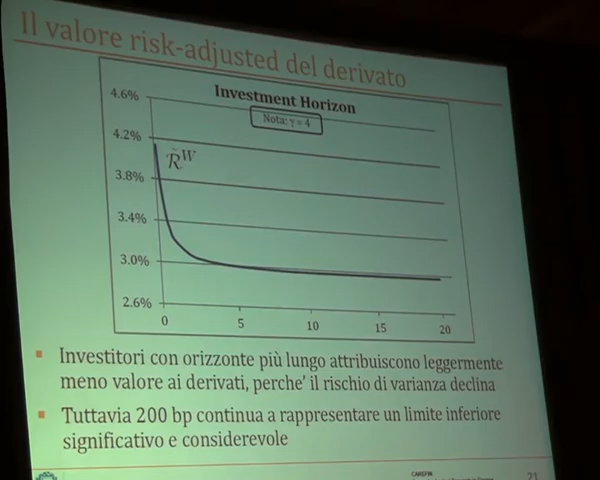 Il valore risk-adjusted del derivato
Investment Horizon
Nota: γ = 4
R̃ᵂ
4.6%
4.2%
3.8%
3.4%
3.0%
2.6%
0 5 10 15 20
Investitori con orizzonte più lungo attribuiscono leggermente
meno valore ai derivati, perche' il rischio di varianza declina
Tuttavia 200 bp continua a rappresentare un limite inferiore
significativo e considerevole
CAREFIN
21